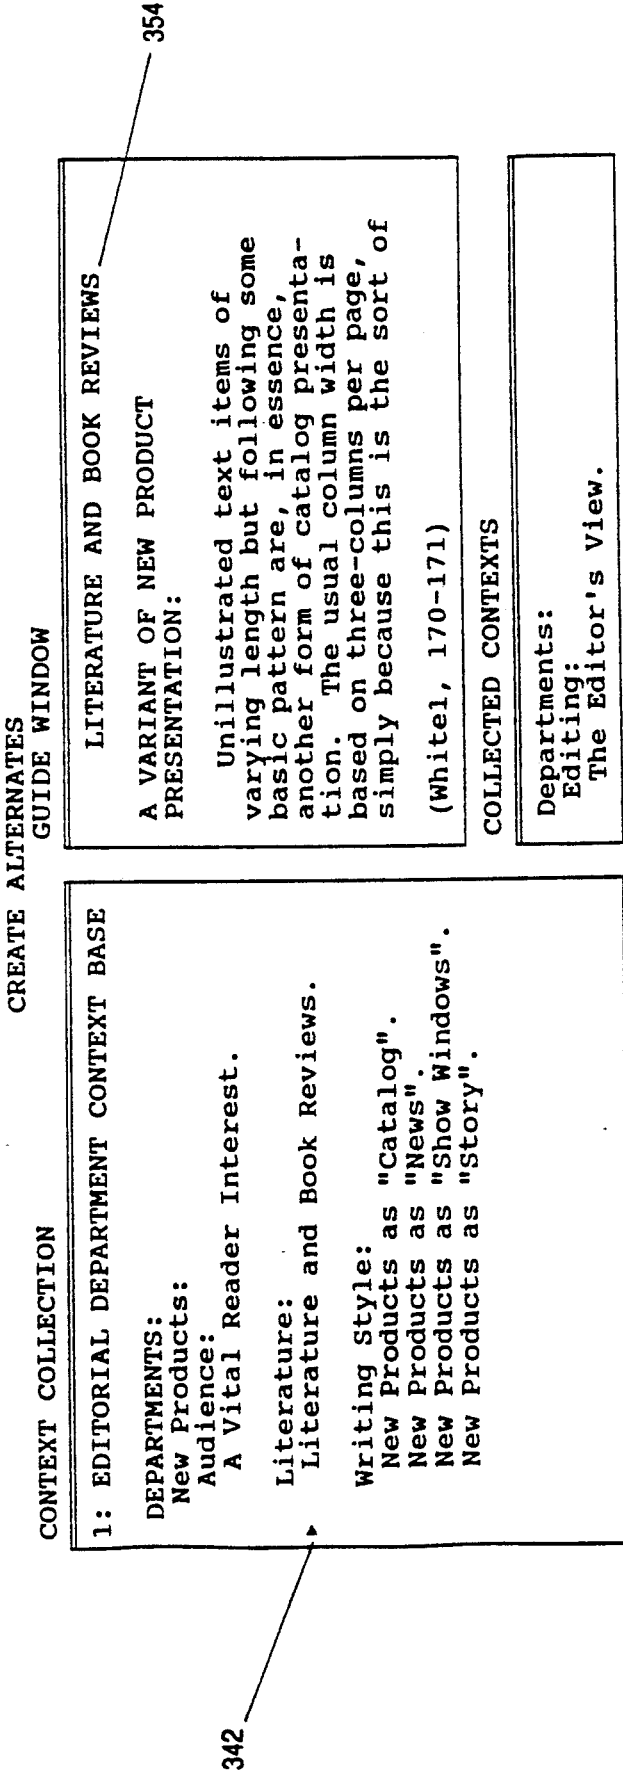 CREATE ALTERNATES
CONTEXT COLLECTION
1: EDITORIAL DEPARTMENT CONTEXT BASE
DEPARTMENTS:
New Products:
Audience:
A Vital Reader Interest.
Literature:
Literature and Book Reviews.
Writing Style:
New Products as "Catalog".
New Products as "News".
New Products as "Show Windows".
New Products as "Story".
342
GUIDE WINDOW
LITERATURE AND BOOK REVIEWS
354
A VARIANT OF NEW PRODUCT
PRESENTATION:
Unillustrated text items of
varying length but following some
basic pattern are, in essence,
another form of catalog presenta-
tion. The usual column width is
based on three-columns per page,
simply because this is the sort of
(White1, 170-171)
COLLECTED CONTEXTS
Departments:
Editing:
The Editor's View.